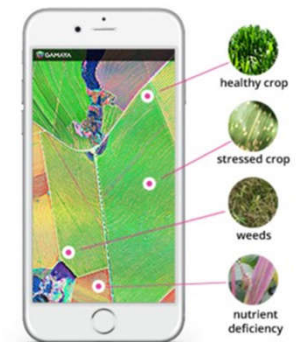 GAMAYA
healthy crop
stressed crop
weeds
nutrient
deficiency